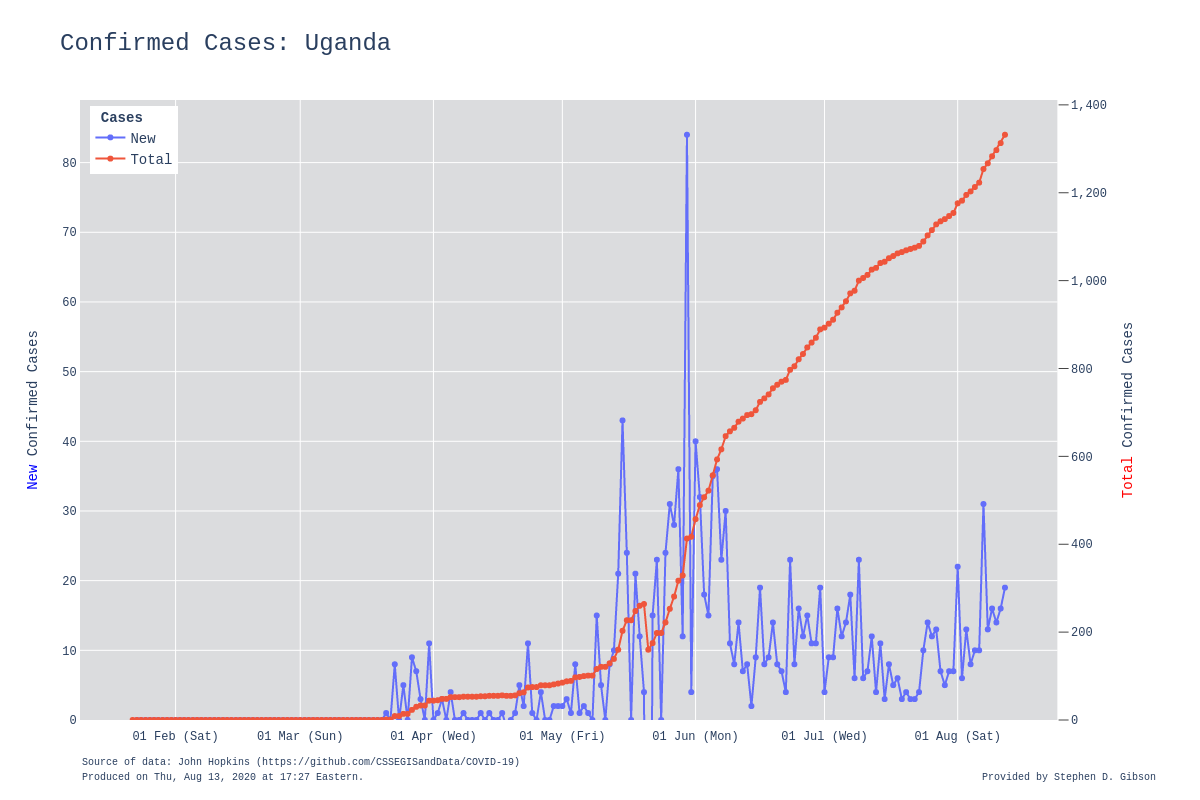 Confirmed Cases: Uganda
Cases
New
Total
1,400
1,200
1,000
800
600
400
200
0
80
70
60
50
40
30
20
10
0
New Confirmed Cases
Total Confirmed Cases
01 Feb (Sat) 01 Mar (Sun) 01 Apr (Wed) 01 May (Fri) 01 Jun (Mon) 01 Jul (Wed) 01 Aug (Sat)
Source of data: John Hopkins (https://github.com/CSSEGISandData/COVID-19)
Produced on Thu, Aug 13, 2020 at 17:27 Eastern.
Provided by Stephen D. Gibson